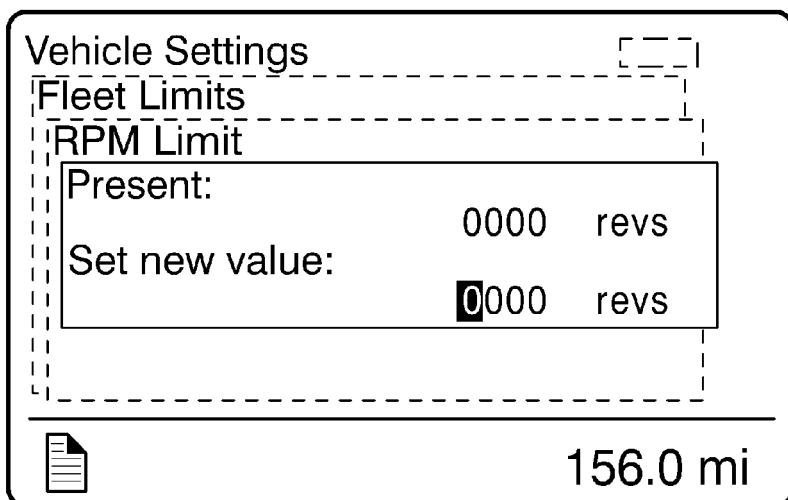 Vehicle Settings
Fleet Limits
RPM Limit
Present:
0000 revs
Set new value:
0000 revs
156.0 mi